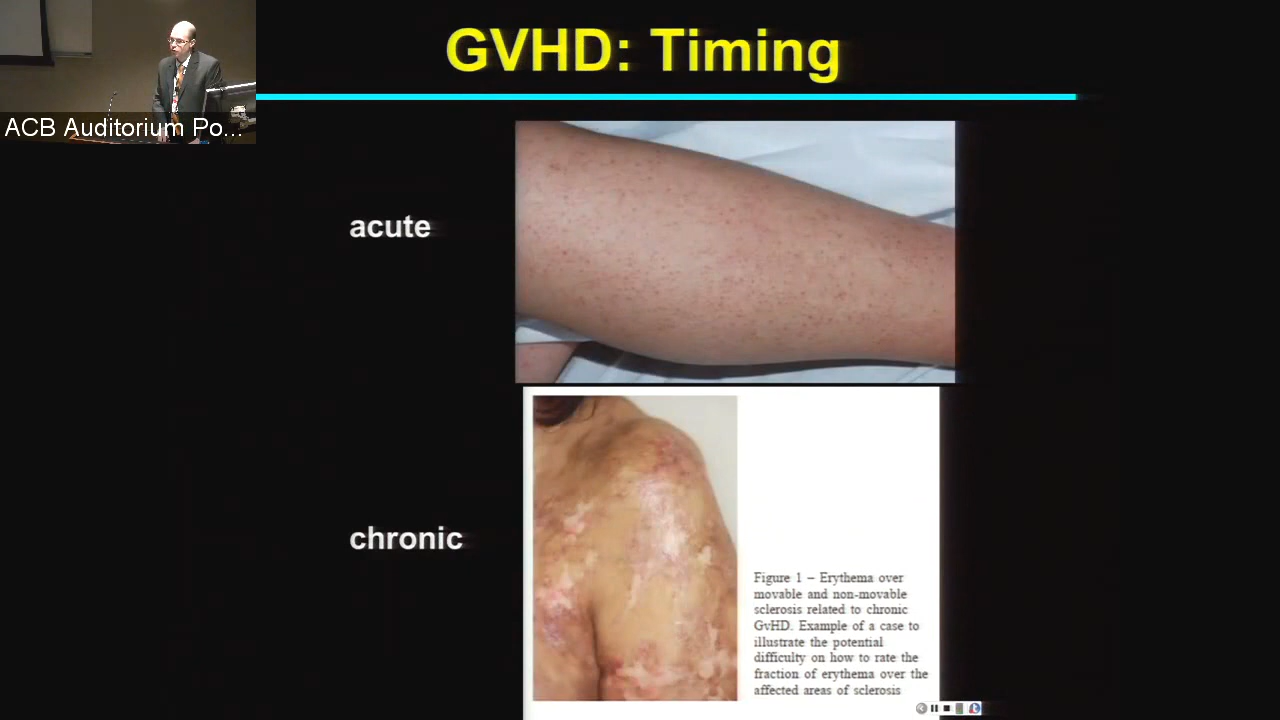 GVHD: Timing
ACB Auditorium Po...
acute
chronic
Figure 1 – Erythema over
movable and non-movable
sclerosis related to chronic
GvHD. Example of a case to
illustrate the potential
difficulty on how to rate the
fraction of erythema over the
affected areas of sclerosis